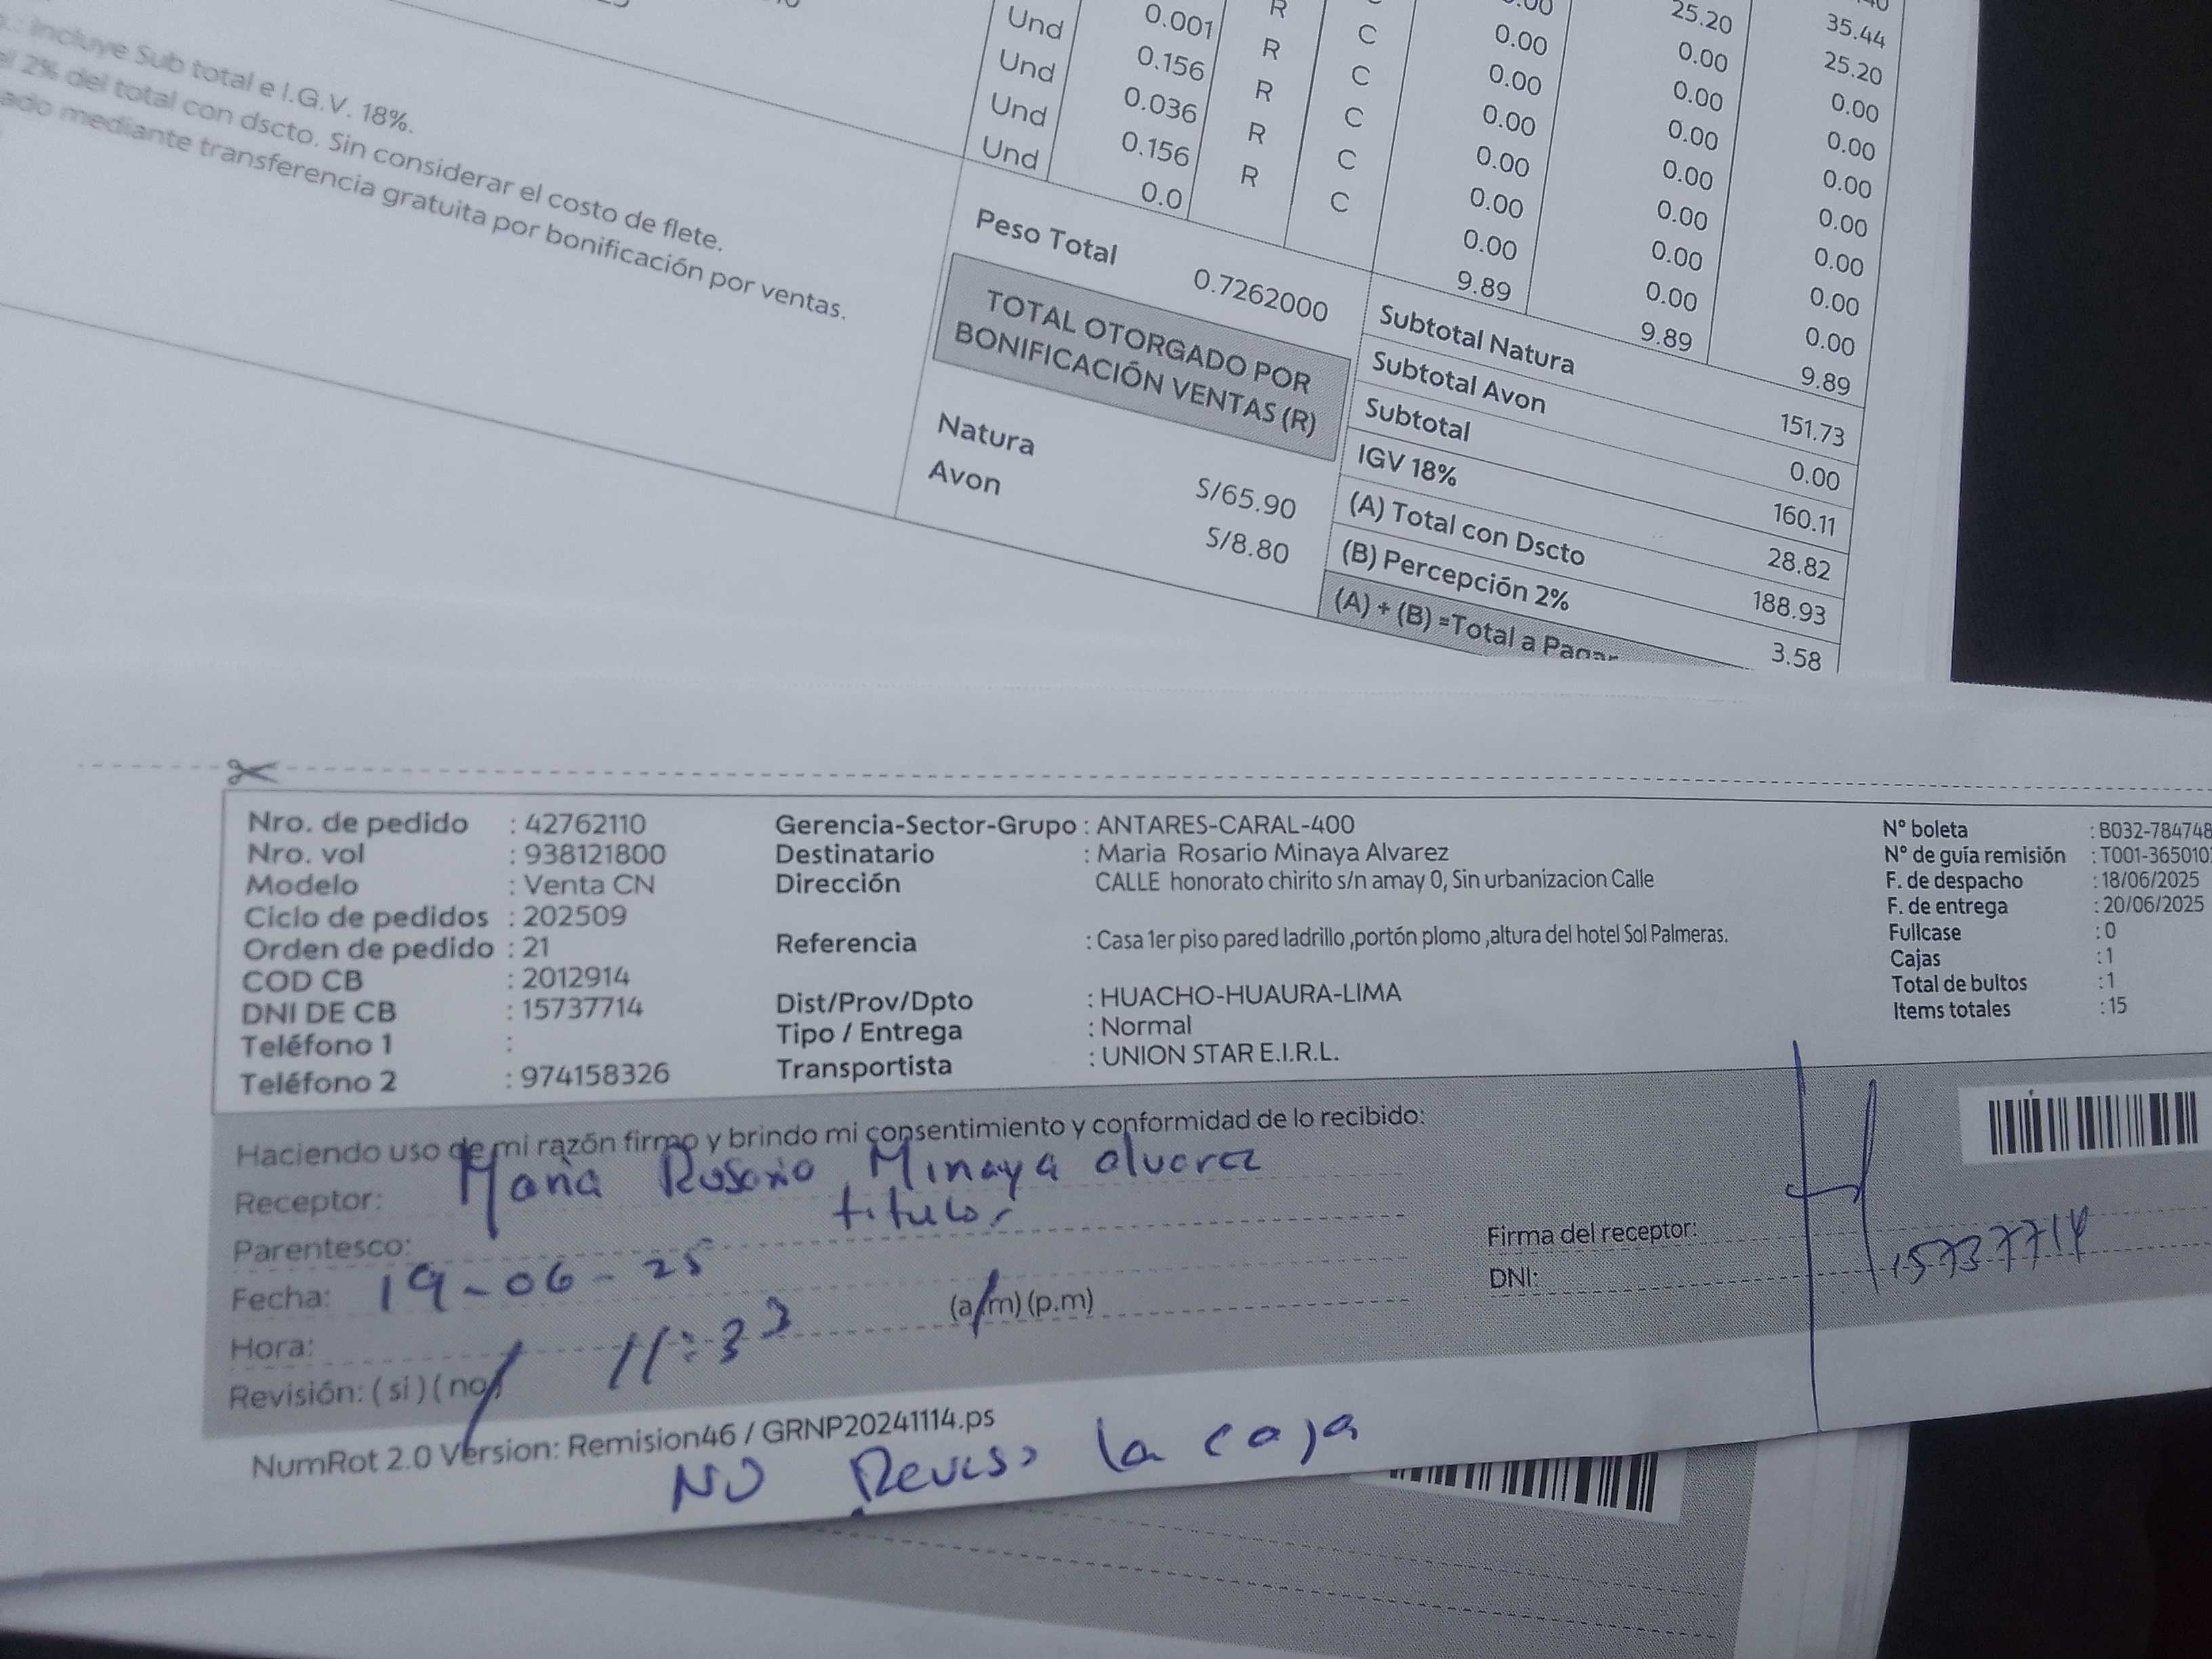 Und 0.001 R C 0.00 25.20 35.44
Und 0.156 R C 0.00 0.00 25.20
Und 0.036 R C 0.00 0.00 0.00
Und 0.156 R C 0.00 0.00 0.00
0.0 R C 0.00 0.00 0.00
0.00 0.00 0.00
0.00 0.00 0.00
9.89 0.00 0.00
9.89 0.00
9.89
incluye Sub total e I.G.V. 18%.
2% del total con dscto. Sin considerar el costo de flete.
mediante transferencia gratuita por bonificación por ventas.
Peso Total 0.7262000
TOTAL OTORGADO POR
BONIFICACIÓN VENTAS (R)
Natura S/65.90
Avon S/8.80
Subtotal Natura 151.73
Subtotal Avon 0.00
Subtotal 160.11
IGV 18% 28.82
(A) Total con Dscto 188.93
(B) Percepción 2% 3.58
(A) + (B) =Total a Pagar
Nro. de pedido : 42762110
Nro. vol : 938121800
Modelo : Venta CN
Ciclo de pedidos : 202509
Orden de pedido : 21
COD CB : 2012914
DNI DE CB : 15737714
Teléfono 1 :
Teléfono 2 : 974158326
Gerencia-Sector-Grupo : ANTARES-CARAL-400
Destinatario : Maria Rosario Minaya Alvarez
Dirección CALLE honorato chirito s/n amay 0, Sin urbanizacion Calle
Referencia : Casa 1er piso pared ladrillo ,portón plomo ,altura del hotel Sol Palmeras.
Dist/Prov/Dpto : HUACHO-HUAURA-LIMA
Tipo / Entrega : Normal
Transportista : UNION STAR E.I.R.L.
N° boleta : B032-784748
N° de guía remisión : T001-365010
F. de despacho : 18/06/2025
F. de entrega : 20/06/2025
Fullcase : 0
Cajas : 1
Total de bultos : 1
Items totales : 15
Haciendo uso de mi razón firmo y brindo mi consentimiento y conformidad de lo recibido:
Receptor: Maria Rosario Minaya alvarez
Parentesco: titular
Fecha: 19-06-25
Hora: 11:33 (a.m) (p.m)
Revisión: ( si ) ( no )
Firma del receptor:
DNI: 15737714
NumRot 2.0 Version: Remision46 / GRNP20241114.ps
NO Reviso la caja